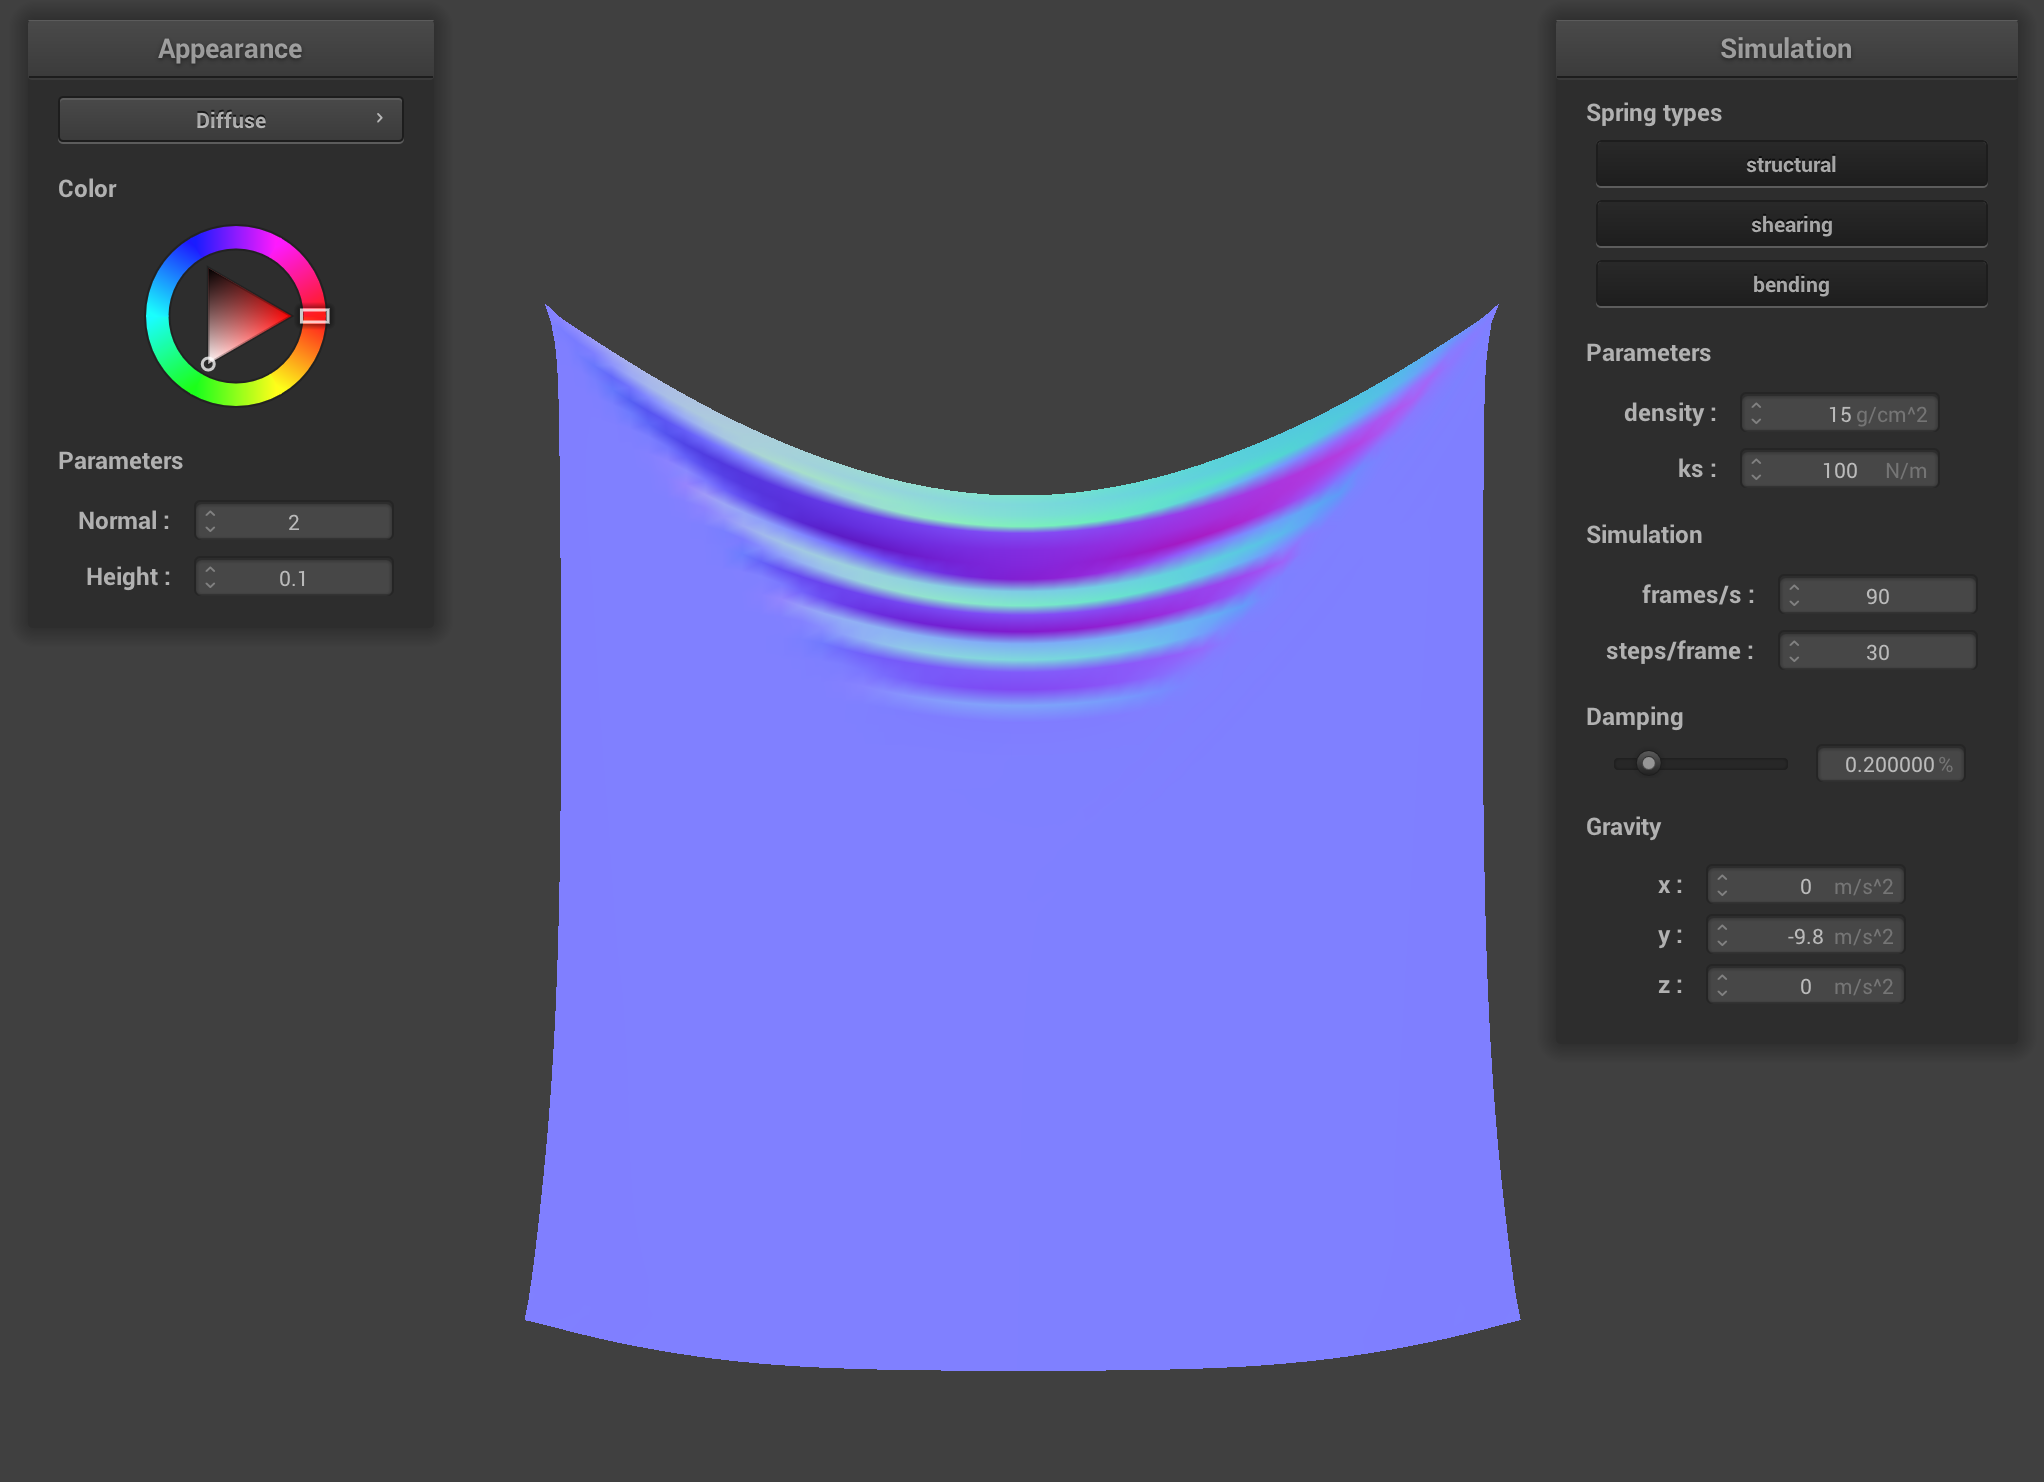 Appearance
Diffuse
Color
Parameters
Normal : 2
Height : 0.1
Simulation
Spring types
structural
shearing
bending
Parameters
density : 15 g/cm^2
ks : 100 N/m
Simulation
frames/s : 90
steps/frame : 30
Damping
0.200000 %
Gravity
x : 0 m/s^2
y : -9.8 m/s^2
z : 0 m/s^2